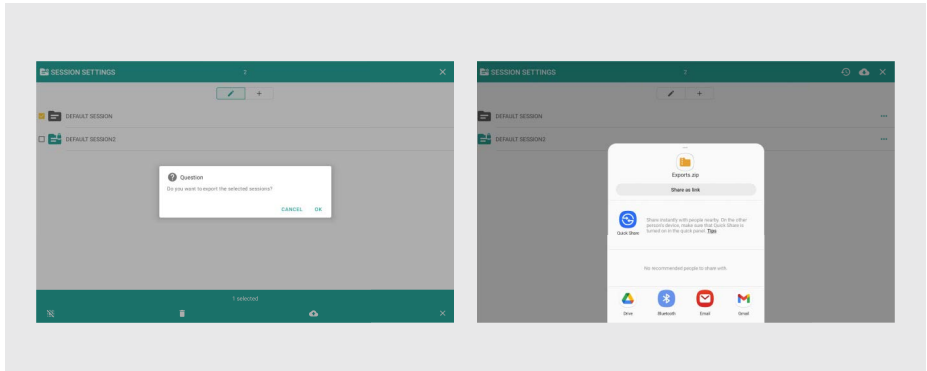 SESSION SETTINGS
2
DEFAULT SESSION
DEFAULT SESSION2
Question
Do you want to export the selected sessions?
CANCEL OK
1 selected
SESSION SETTINGS
2
DEFAULT SESSION
DEFAULT SESSION2
Exports.zip
Share as link
Quick Share
Share instantly with people nearby. On the other
person's device, make sure that Quick Share is
turned on in the quick panel. Tips
No recommended people to share with.
Drive Bluetooth Email Gmail